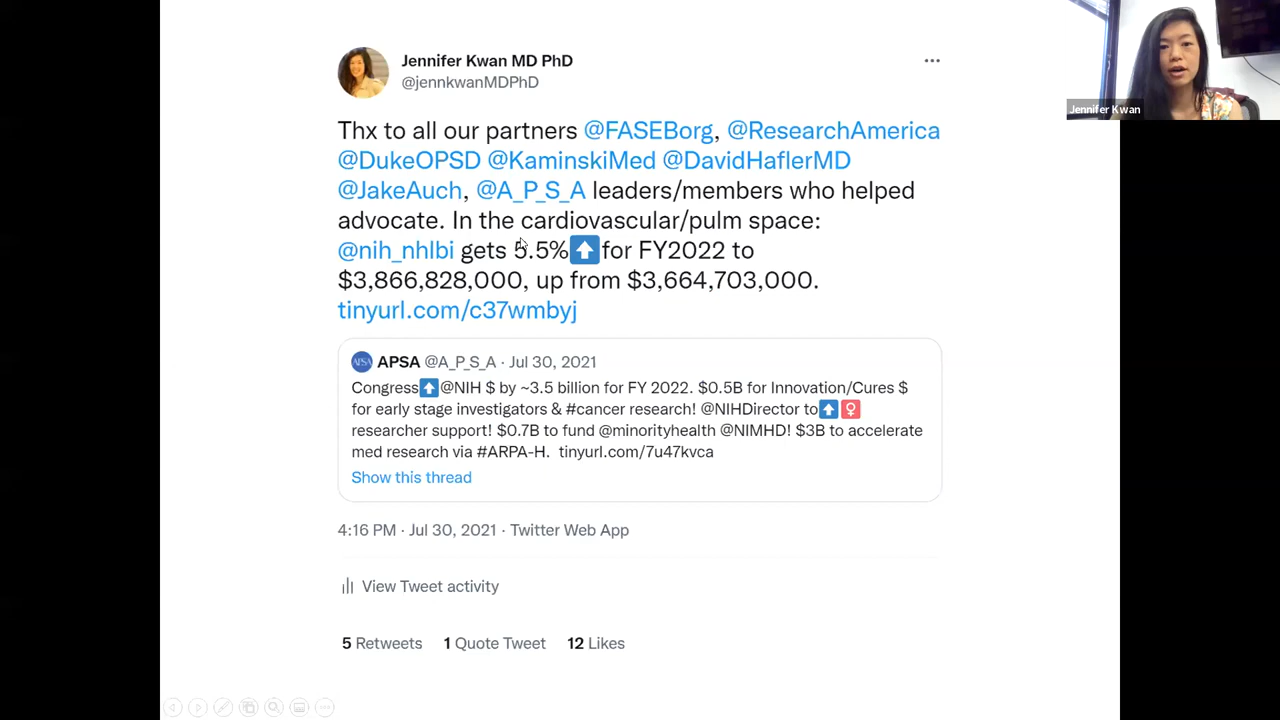 Jennifer Kwan MD PhD
@jennkwanMDPhD
Jennifer Kwan
Thx to all our partners @FASEBorg, @ResearchAmerica
@DukeOPSD @KaminskiMed @DavidHaflerMD
@JakeAuch, @A_P_S_A leaders/members who helped
advocate. In the cardiovascular/pulm space:
@nih_nhlbi gets 5.5%⬆️for FY2022 to
$3,866,828,000, up from $3,664,703,000.
tinyurl.com/c37wmbyj
APSA APSA @A_P_S_A · Jul 30, 2021
Congress⬆️@NIH $ by ~3.5 billion for FY 2022. $0.5B for Innovation/Cures $
for early stage investigators & #cancer research! @NIHDirector to⬆️♀️
researcher support! $0.7B to fund @minorityhealth @NIMHD! $3B to accelerate
med research via #ARPA-H. tinyurl.com/7u47kvca
Show this thread
4:16 PM · Jul 30, 2021 · Twitter Web App
View Tweet activity
5 Retweets 1 Quote Tweet 12 Likes